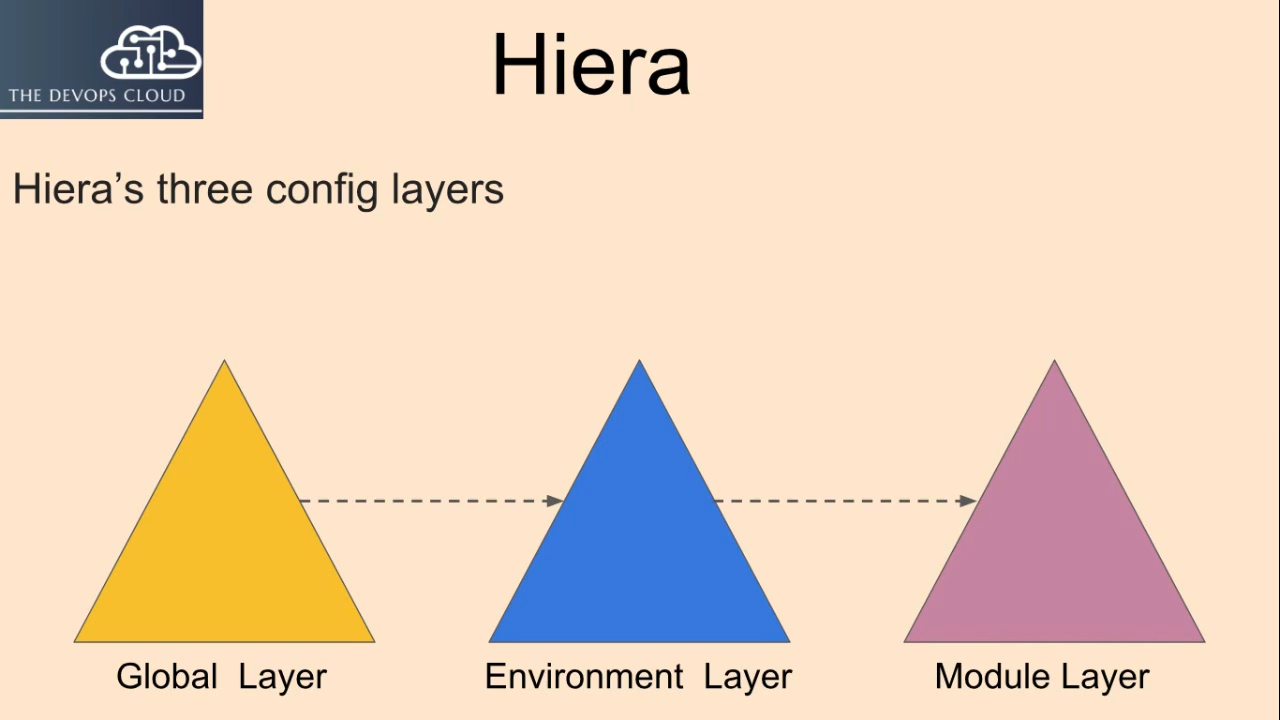 THE DEVOPS CLOUD
Hiera
Hiera’s three config layers
Global Layer
Environment Layer
Module Layer